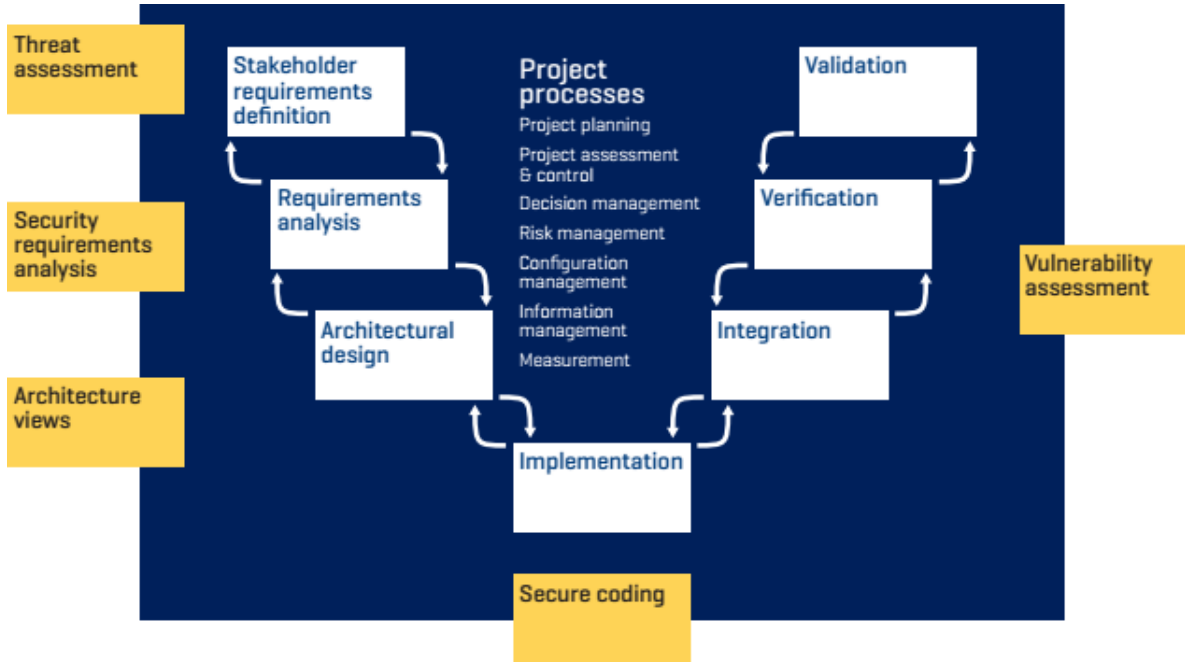 Threat
assessment
Stakeholder
requirements
definition
Project
processes
Validation
Project planning
Project assessment
& control
Decision management
Risk management
Configuration
management
Information
management
Measurement
Requirements
analysis
Verification
Security
requirements
analysis
Vulnerability
assessment
Architectural
design
Integration
Architecture
views
Implementation
Secure coding